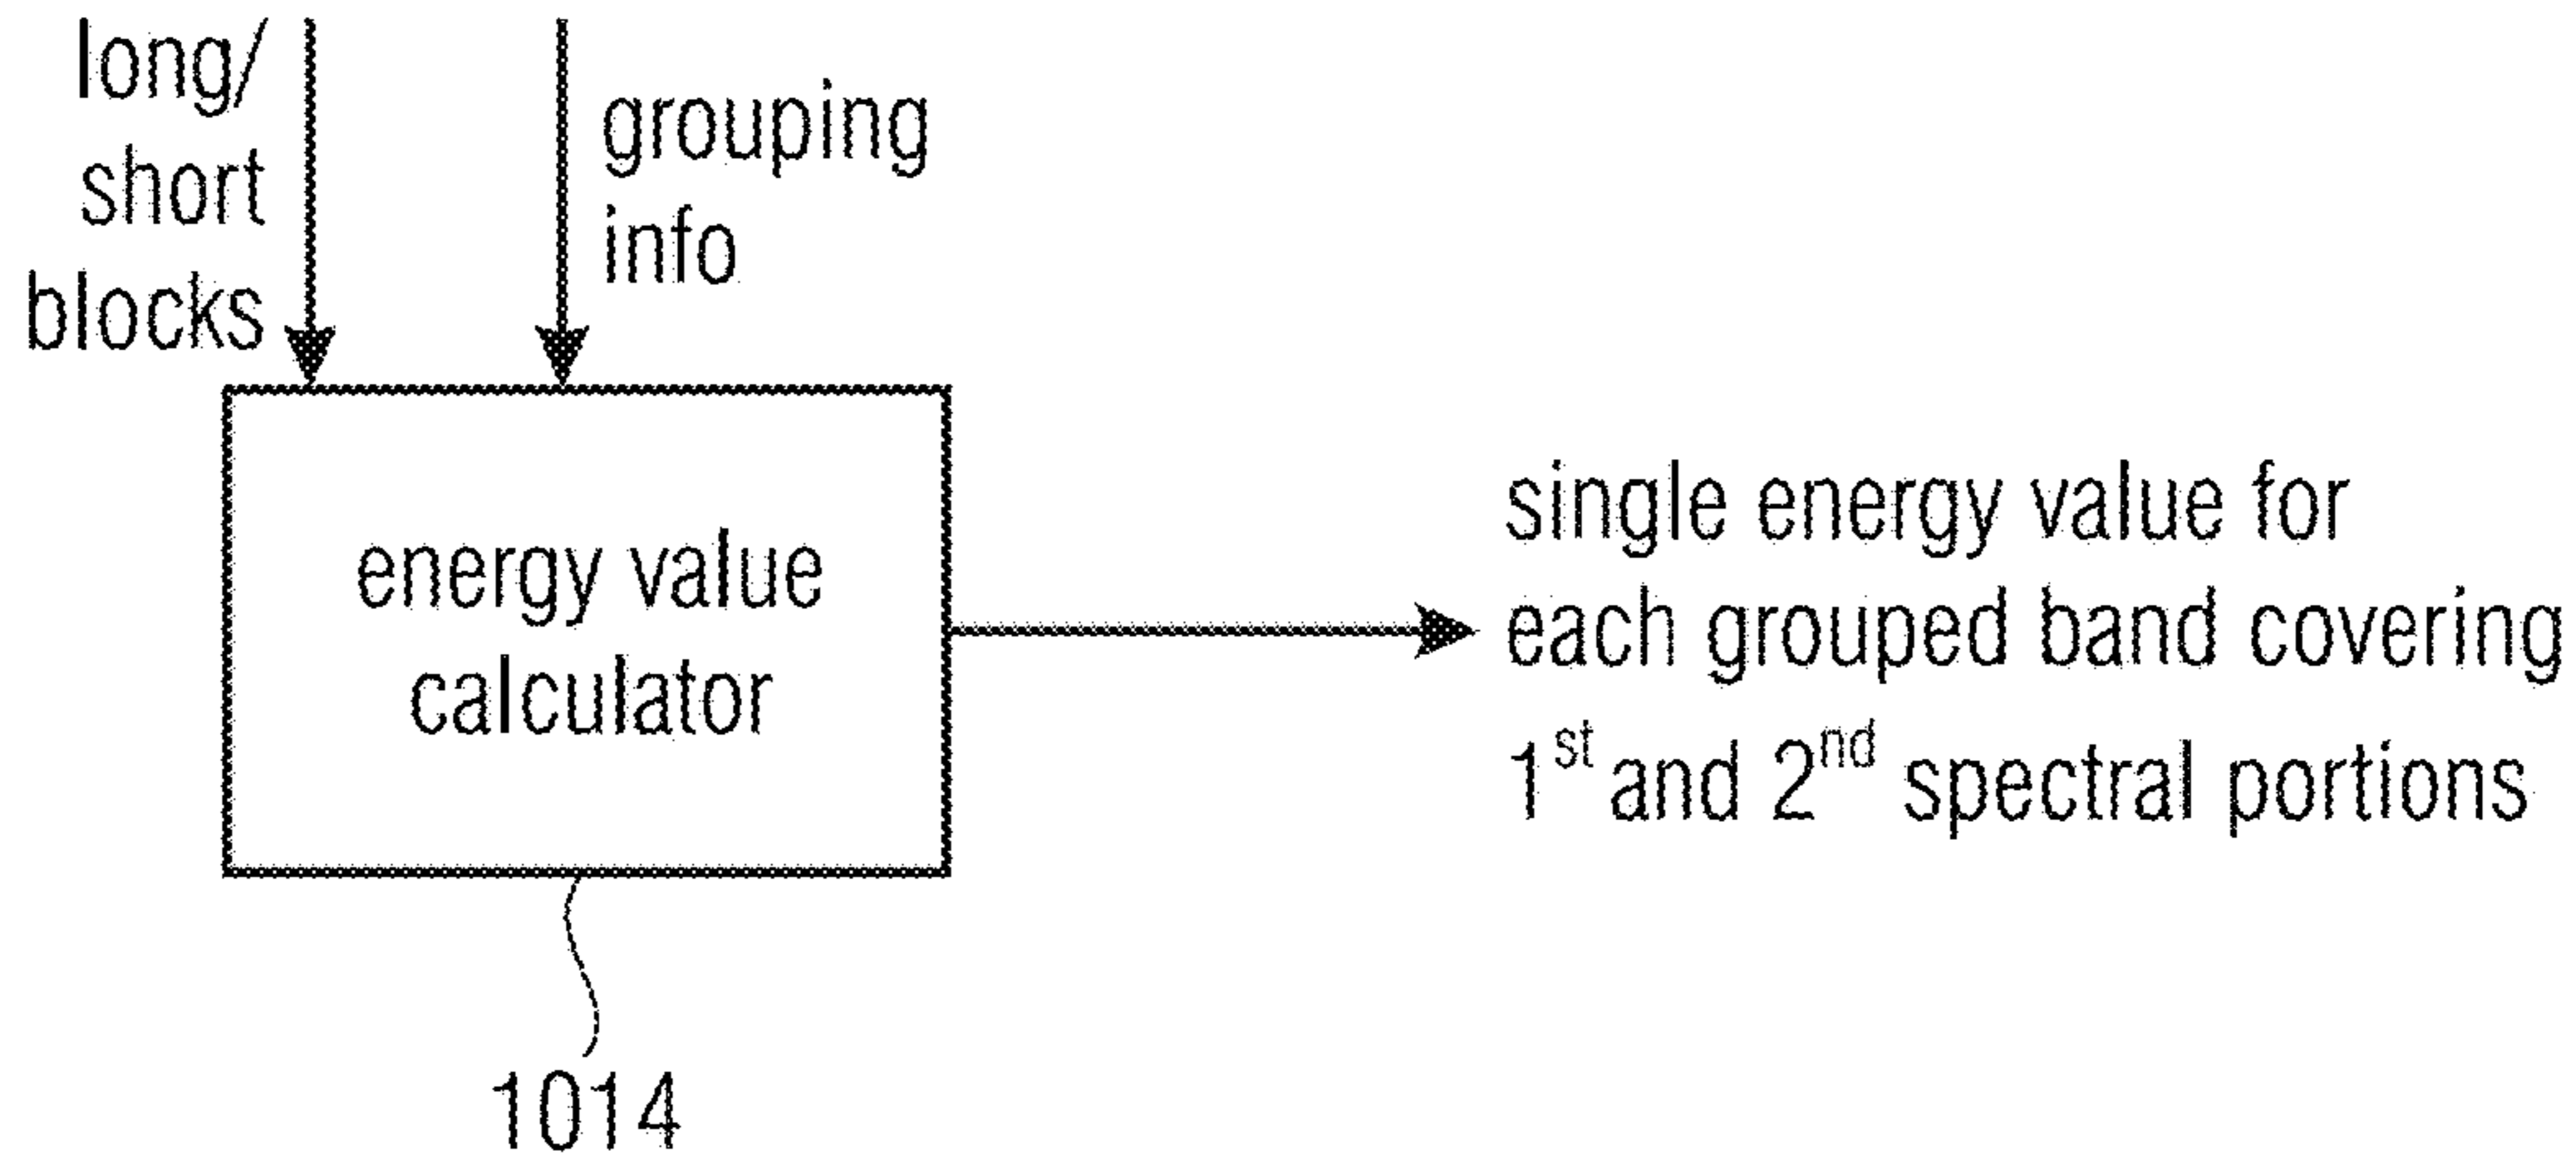 long/
short
blocks
grouping
info
energy value
calculator
single energy value for
each grouped band covering
1st and 2nd spectral portions
1014